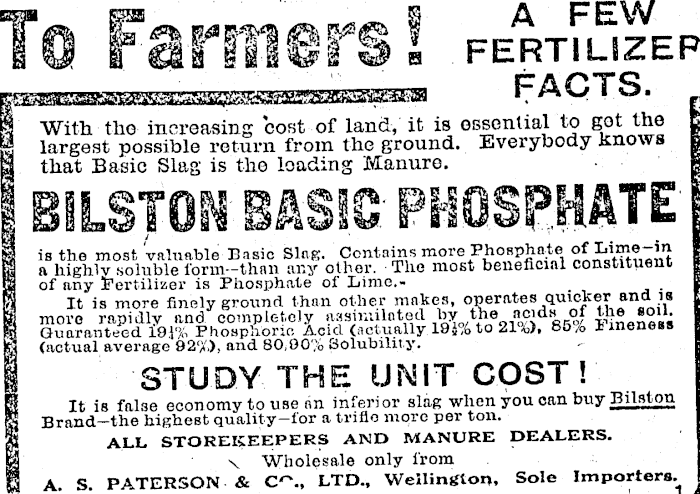 To Farmers!
A FEW
FERTILIZER
FACTS.
With the increasing cost of land, it is essential to get the
largest possible return from the ground. Everybody knows
that Basic Slag is the leading Manure.
BILSTON BASIC PHOSPHATE
is the most valuable Basic Slag. Contains more Phosphate of Lime—in
a highly soluble form—than any other. The most beneficial constituent
of any Fertilizer is Phosphate of Lime.
It is more finely ground than other makes, operates quicker and is
more rapidly and completely assimilated by the acids of the soil.
Guaranteed 19¼% Phosphoric Acid (actually 19½% to 21%), 85% Fineness
(actual average 92%), and 80,90% Solubility.
STUDY THE UNIT COST!
It is false economy to use an inferior slag when you can buy Bilston
Brand—the highest quality—for a trifle more per ton.
ALL STOREKEEPERS AND MANURE DEALERS.
Wholesale only from
A. S. PATERSON & CO., LTD., Wellington, Sole Importers.